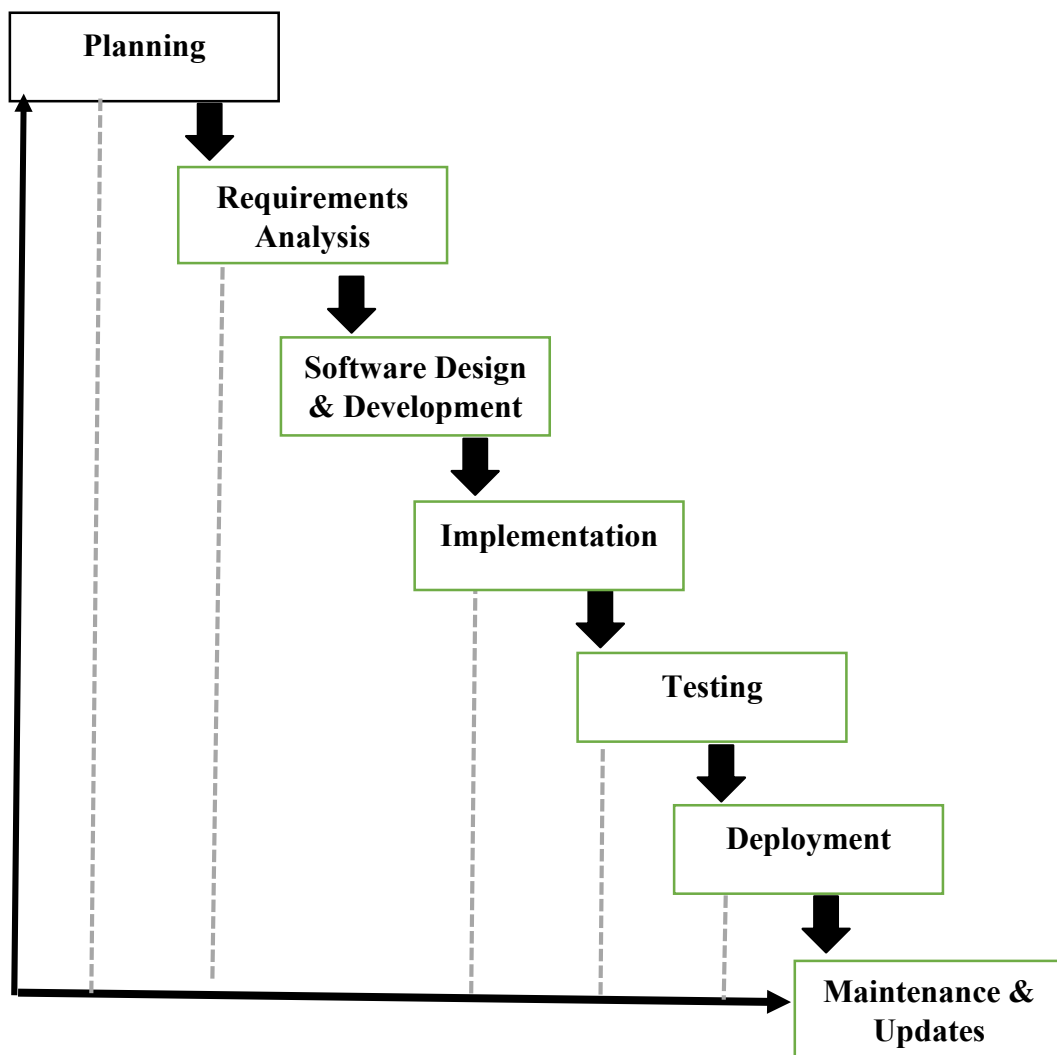 Planning
Requirements
Analysis
Software Design
& Development
Implementation
Testing
Deployment
Maintenance &
Updates